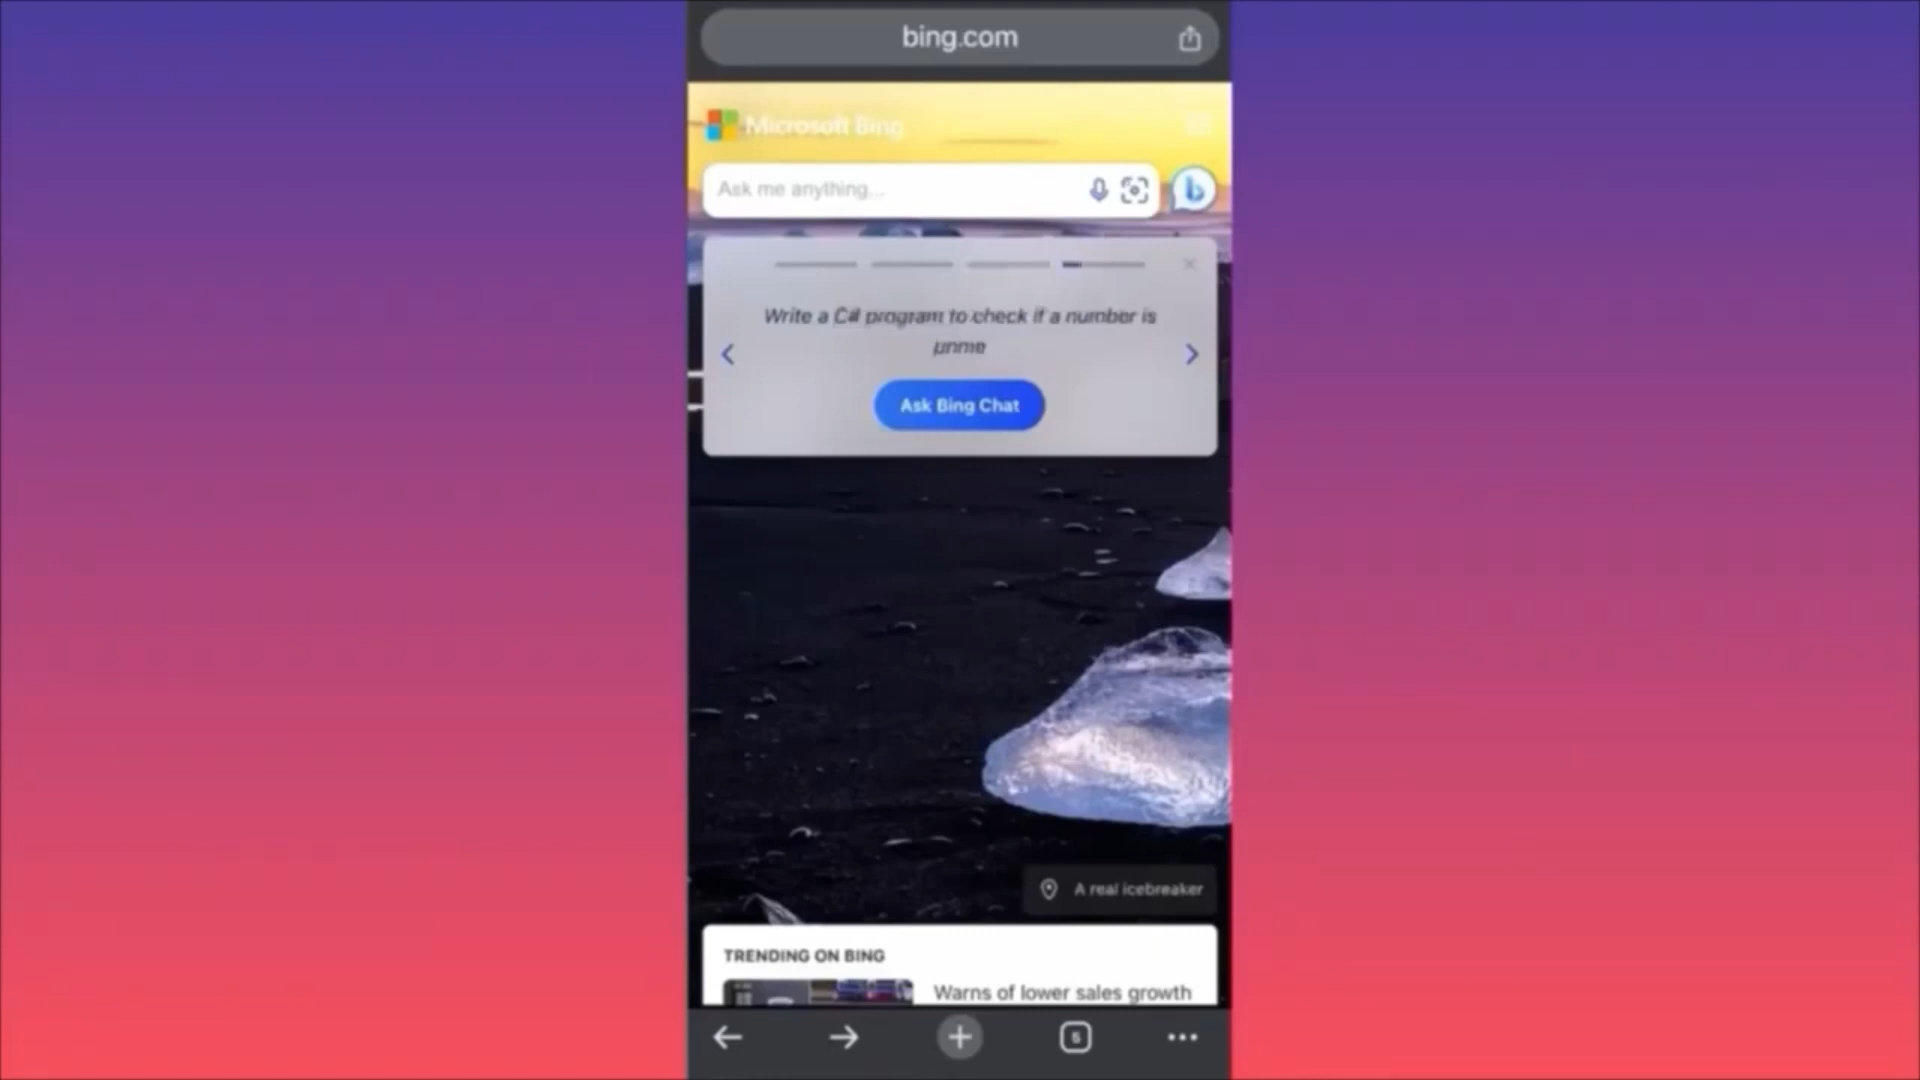 bing.com
Microsoft Bing
Ask me anything...
Write a C# program to check if a number is
prime
Ask Bing Chat
A real icebreaker
TRENDING ON BING
Warns of lower sales growth
5